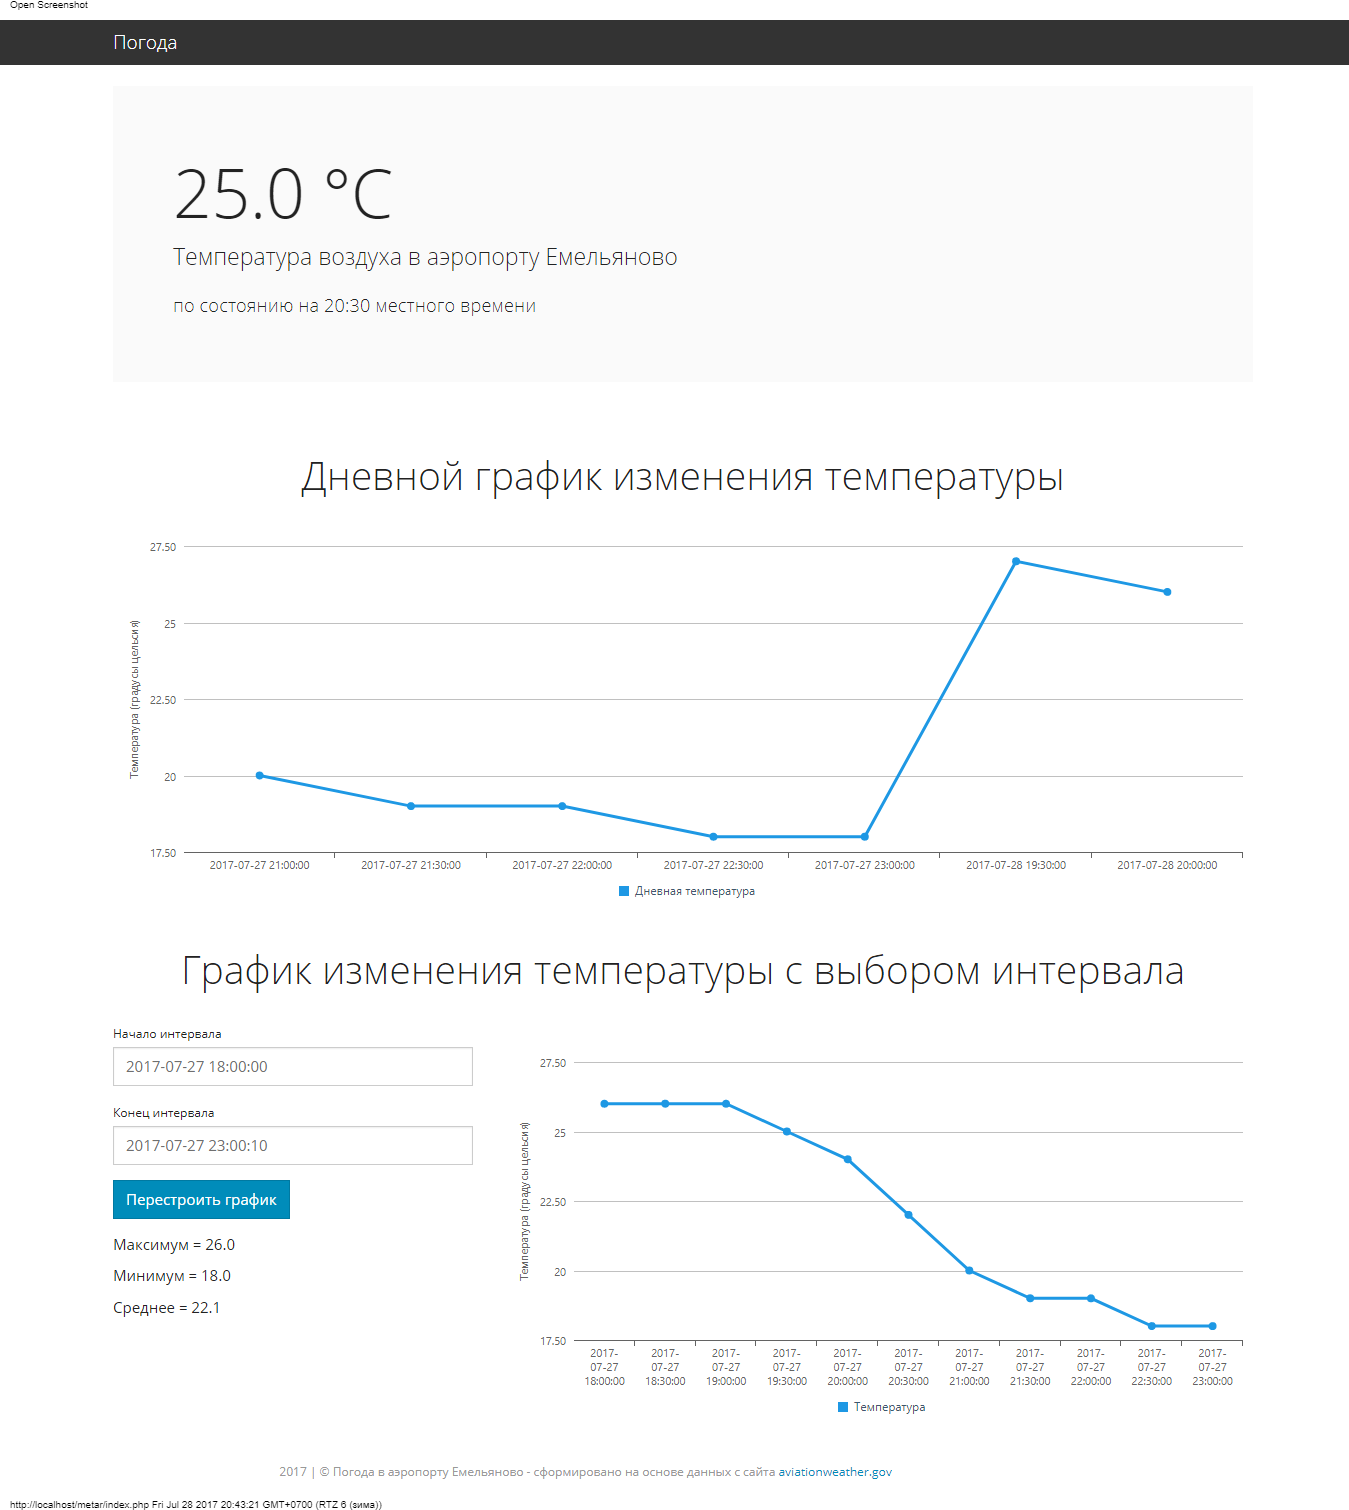 Open Screenshot
Погода
25.0 °C
Температура воздуха в аэропорту Емельяново
по состоянию на 20:30 местного времени
Дневной график изменения температуры
Температура (градусы цельсия)
27.50
25
22.50
20
17.50
2017-07-27 21:00:00 2017-07-27 21:30:00 2017-07-27 22:00:00 2017-07-27 22:30:00 2017-07-27 23:00:00 2017-07-28 19:30:00 2017-07-28 20:00:00
Дневная температура
График изменения температуры с выбором интервала
Начало интервала
2017-07-27 18:00:00
Конец интервала
2017-07-27 23:00:10
Перестроить график
Максимум = 26.0
Минимум = 18.0
Среднее = 22.1
Температура (градусы цельсия)
27.50
25
22.50
20
17.50
2017- 2017- 2017- 2017- 2017- 2017- 2017- 2017- 2017- 2017- 2017-
07-27 07-27 07-27 07-27 07-27 07-27 07-27 07-27 07-27 07-27 07-27
18:00:00 18:30:00 19:00:00 19:30:00 20:00:00 20:30:00 21:00:00 21:30:00 22:00:00 22:30:00 23:00:00
Температура
2017 | © Погода в аэропорту Емельяново - сформировано на основе данных с сайта aviationweather.gov
http://localhost/metar/index.php Fri Jul 28 2017 20:43:21 GMT+0700 (RTZ 6 (зима))